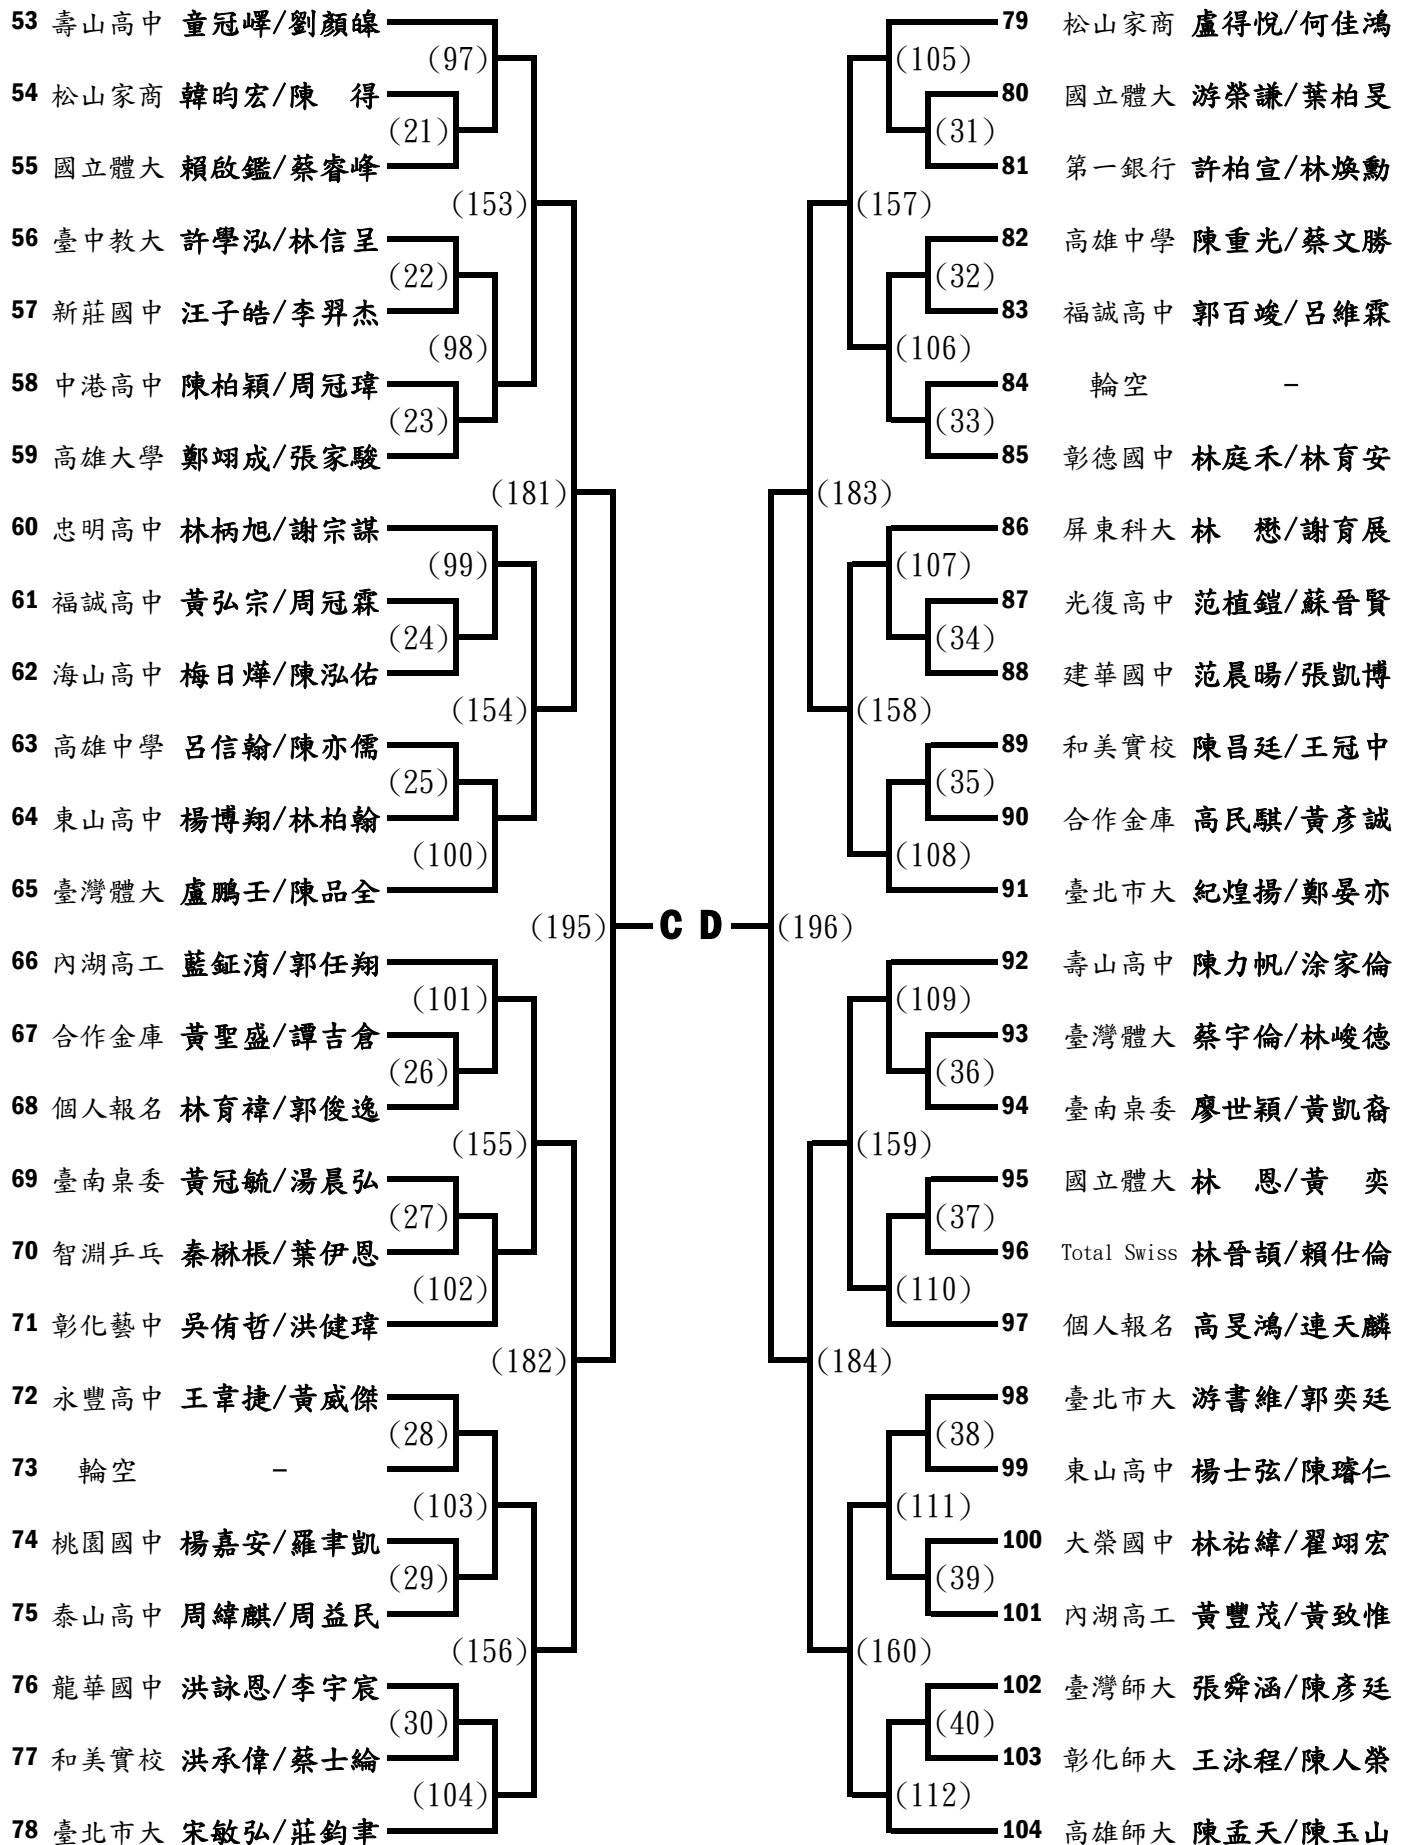 53 壽山高中 童冠嶧/劉顏皞
(97)
54 松山家商 韓昀宏/陳　得
(21)
55 國立體大 賴啟鑑/蔡睿峰
(153)
56 臺中教大 許學泓/林信呈
(22)
57 新莊國中 汪子皓/李羿杰
(98)
58 中港高中 陳柏穎/周冠瑋
(23)
59 高雄大學 鄭翊成/張家駿
(181)
60 忠明高中 林柄旭/謝宗謀
(99)
61 福誠高中 黃弘宗/周冠霖
(24)
62 海山高中 梅日燁/陳泓佑
(154)
63 高雄中學 呂信翰/陳亦儒
(25)
64 東山高中 楊博翔/林柏翰
(100)
65 臺灣體大 盧鵬壬/陳品全
(195)
66 內湖高工 藍鉦淯/郭任翔
(101)
67 合作金庫 黃聖盛/譚吉倉
(26)
68 個人報名 林育禕/郭俊逸
(155)
69 臺南桌委 黃冠毓/湯晨弘
(27)
70 智淵乒乓 秦楙棖/葉伊恩
(102)
71 彰化藝中 吳侑哲/洪健瑋
(182)
72 永豐高中 王韋捷/黃威傑
(28)
73 輪空 -
(103)
74 桃園國中 楊嘉安/羅聿凱
(29)
75 泰山高中 周緯麒/周益民
(156)
76 龍華國中 洪詠恩/李宇宸
(30)
77 和美實校 洪承偉/蔡士綸
(104)
78 臺北市大 宋敏弘/莊鈞聿
C D
79 松山家商 盧得悅/何佳鴻
(105)
80 國立體大 游榮謙/葉柏旻
(31)
81 第一銀行 許柏宣/林煥勳
(157)
82 高雄中學 陳重光/蔡文勝
(32)
83 福誠高中 郭百竣/呂維霖
(106)
84 輪空 -
(33)
85 彰德國中 林庭禾/林育安
(183)
86 屏東科大 林　懋/謝育展
(107)
87 光復高中 范植鎧/蘇晉賢
(34)
88 建華國中 范晨暘/張凱博
(158)
89 和美實校 陳昌廷/王冠中
(35)
90 合作金庫 高民騏/黃彥誠
(108)
91 臺北市大 紀煌揚/鄭晏亦
(196)
92 壽山高中 陳力帆/涂家倫
(109)
93 臺灣體大 蔡宇倫/林峻德
(36)
94 臺南桌委 廖世穎/黃凱裔
(159)
95 國立體大 林　恩/黃　奕
(37)
96 Total Swiss 林晉頡/賴仕倫
(110)
97 個人報名 高旻鴻/連天麟
(184)
98 臺北市大 游書維/郭奕廷
(38)
99 東山高中 楊士弦/陳璿仁
(111)
100 大榮國中 林祐緯/翟翊宏
(39)
101 內湖高工 黃豐茂/黃致惟
(160)
102 臺灣師大 張舜涵/陳彥廷
(40)
103 彰化師大 王泳程/陳人榮
(112)
104 高雄師大 陳孟天/陳玉山